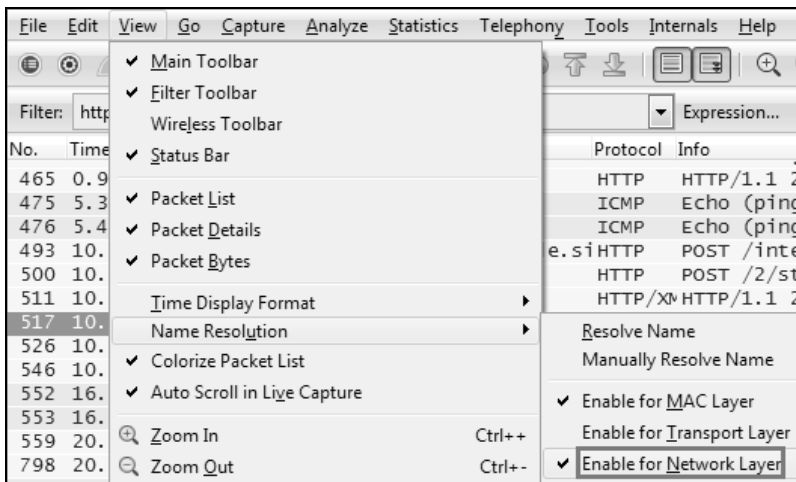 File Edit View Go Capture Analyze Statistics Telephony Tools Internals Help
Main Toolbar
Filter Toolbar
Wireless Toolbar
Status Bar
Packet List
Packet Details
Packet Bytes
Time Display Format
Name Resolution
Colorize Packet List
Auto Scroll in Live Capture
Zoom In Ctrl++
Zoom Out Ctrl+-
Resolve Name
Manually Resolve Name
Enable for MAC Layer
Enable for Transport Layer
Enable for Network Layer
Filter: http Expression...
No. Time Protocol Info
465 0.9 HTTP HTTP/1.1 2
475 5.3 ICMP Echo (ping
476 5.4 ICMP Echo (ping
493 10. e.si HTTP POST /inte
500 10. HTTP POST /2/st
511 10. HTTP/XM HTTP/1.1 2
517 10.
526 10.
546 10.
552 16.
553 16.
559 20.
798 20.